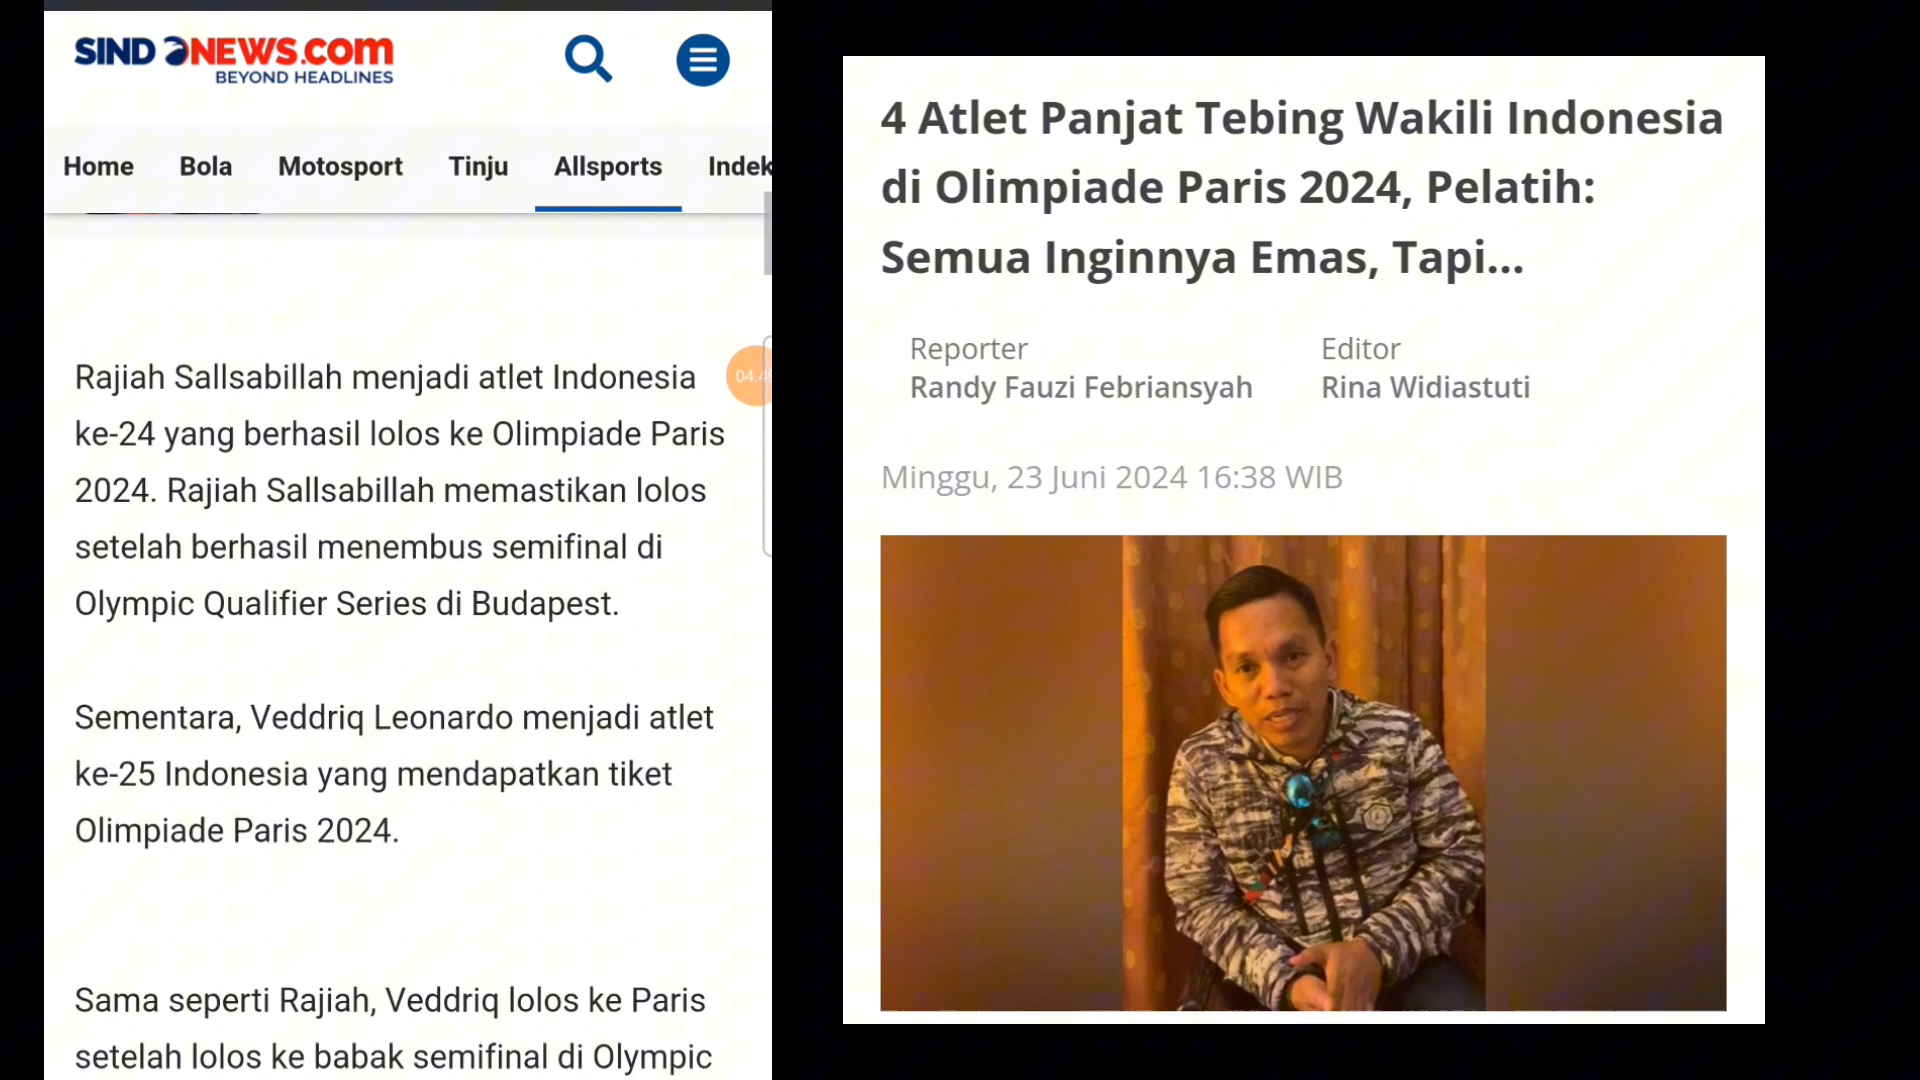 SINDONEWS.com
BEYOND HEADLINES
Home Bola Motosport Tinju Allsports
Rajiah Sallsabillah menjadi atlet Indonesia
ke-24 yang berhasil lolos ke Olimpiade Paris
2024. Rajiah Sallsabillah memastikan lolos
setelah berhasil menembus semifinal di
Olympic Qualifier Series di Budapest.
Sementara, Veddriq Leonardo menjadi atlet
ke-25 Indonesia yang mendapatkan tiket
Olimpiade Paris 2024.
Sama seperti Rajiah, Veddriq lolos ke Paris
setelah lolos ke babak semifinal di Olympic
4 Atlet Panjat Tebing Wakili Indonesia
di Olimpiade Paris 2024, Pelatih:
Semua Inginnya Emas, Tapi...
Reporter
Randy Fauzi Febriansyah
Editor
Rina Widiastuti
Minggu, 23 Juni 2024 16:38 WIB